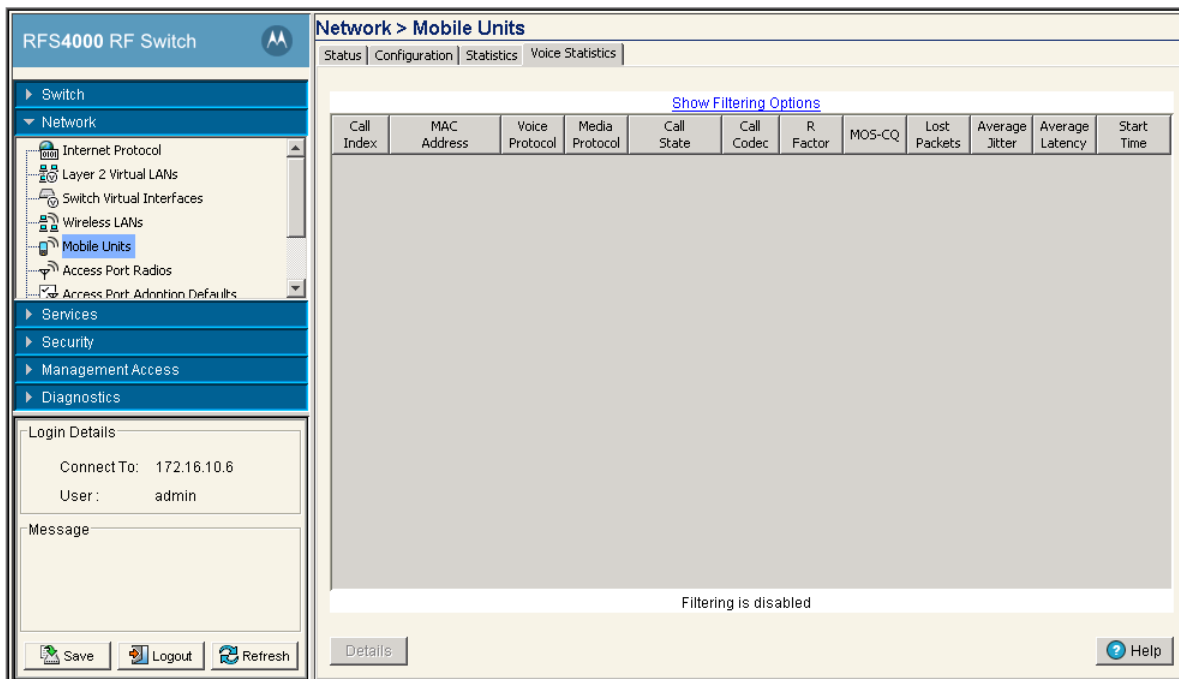 RFS4000 RF Switch
Switch
Network
Internet Protocol
Layer 2 Virtual LANs
Switch Virtual Interfaces
Wireless LANs
Mobile Units
Access Port Radios
Access Port Adoption Defaults
Services
Security
Management Access
Diagnostics
Login Details
Connect To: 172.16.10.6
User : admin
Message
Save Logout Refresh
Network > Mobile Units
Status Configuration Statistics Voice Statistics
Show Filtering Options
Call Index MAC Address Voice Protocol Media Protocol Call State Call Codec R Factor MOS-CQ Lost Packets Average Jitter Average Latency Start Time
Filtering is disabled
Details Help